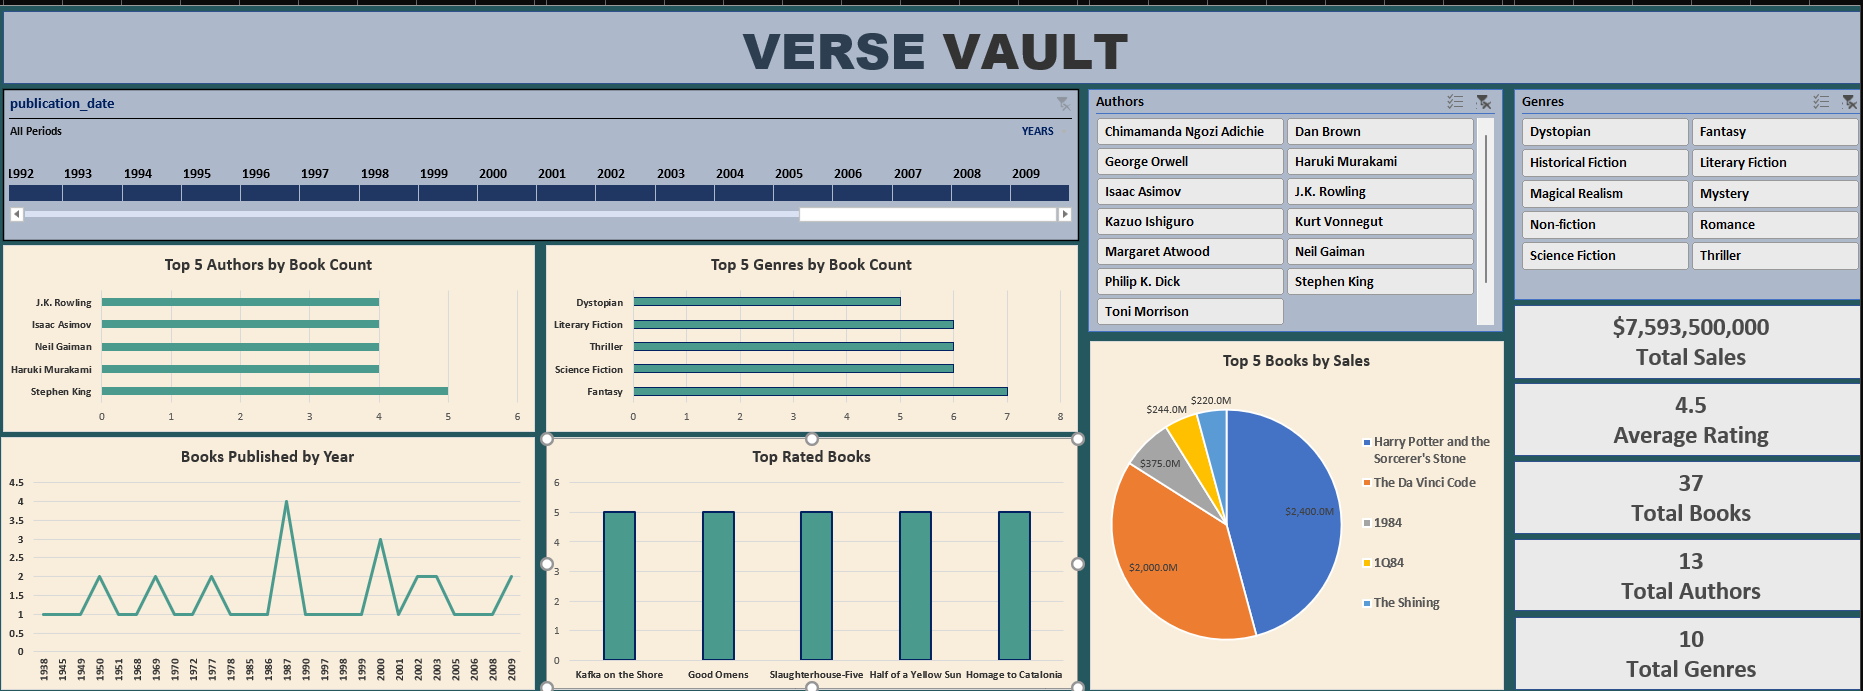 VERSE VAULT
publication_date
All Periods
YEARS
1992 1993 1994 1995 1996 1997 1998 1999 2000 2001 2002 2003 2004 2005 2006 2007 2008 2009
Authors
Chimamanda Ngozi Adichie Dan Brown
George Orwell Haruki Murakami
Isaac Asimov J.K. Rowling
Kazuo Ishiguro Kurt Vonnegut
Margaret Atwood Neil Gaiman
Philip K. Dick Stephen King
Toni Morrison
Genres
Dystopian Fantasy
Historical Fiction Literary Fiction
Magical Realism Mystery
Non-fiction Romance
Science Fiction Thriller
Top 5 Authors by Book Count
J.K. Rowling
Isaac Asimov
Neil Gaiman
Haruki Murakami
Stephen King
0 1 2 3 4 5 6
Top 5 Genres by Book Count
Dystopian
Literary Fiction
Thriller
Science Fiction
Fantasy
0 1 2 3 4 5 6 7 8
Books Published by Year
4.5
4
3.5
3
2.5
2
1.5
1
0.5
0
1938 1945 1949 1950 1951 1968 1969 1970 1972 1977 1978 1985 1986 1987 1990 1997 1998 1999 2000 2001 2002 2003 2005 2006 2008 2009
Top Rated Books
6
5
4
3
2
1
0
Kafka on the Shore Good Omens Slaughterhouse-Five Half of a Yellow Sun Homage to Catalonia
Top 5 Books by Sales
$220.0M
$244.0M
$375.0M
$2,400.0M
$2,000.0M
Harry Potter and the
Sorcerer's Stone
The Da Vinci Code
1984
1Q84
The Shining
$7,593,500,000
Total Sales
4.5
Average Rating
37
Total Books
13
Total Authors
10
Total Genres